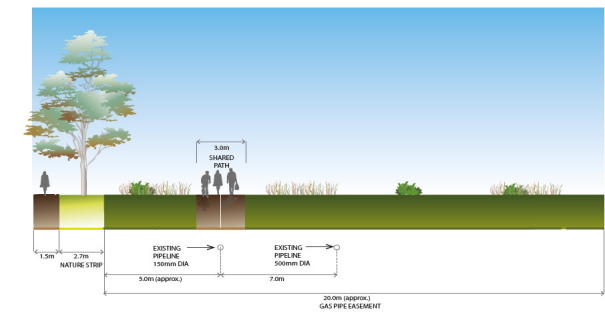 3.0m
SHARED
PATH
1.5m
2.7m
NATURE STRIP
EXISTING
PIPELINE
150mm DIA
EXISTING
PIPELINE
500mm DIA
5.0m (approx.)
7.0m
20.0m (approx.)
GAS PIPE EASEMENT